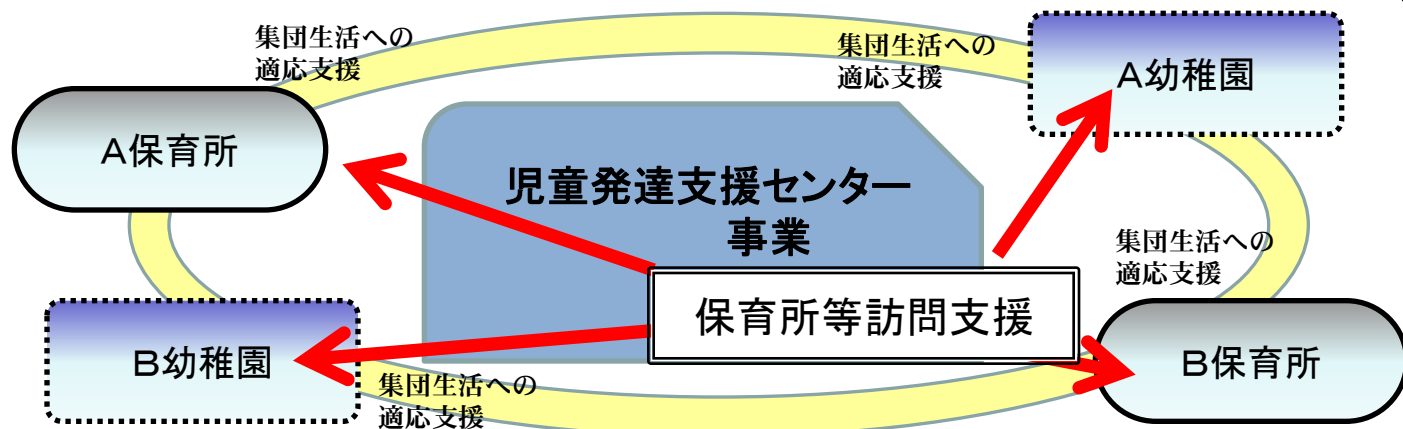 集団生活への
適応支援
集団生活への
適応支援
A幼稚園
A保育所
児童発達支援センター
事業
集団生活への
適応支援
保育所等訪問支援
B幼稚園
B保育所
集団生活への
適応支援